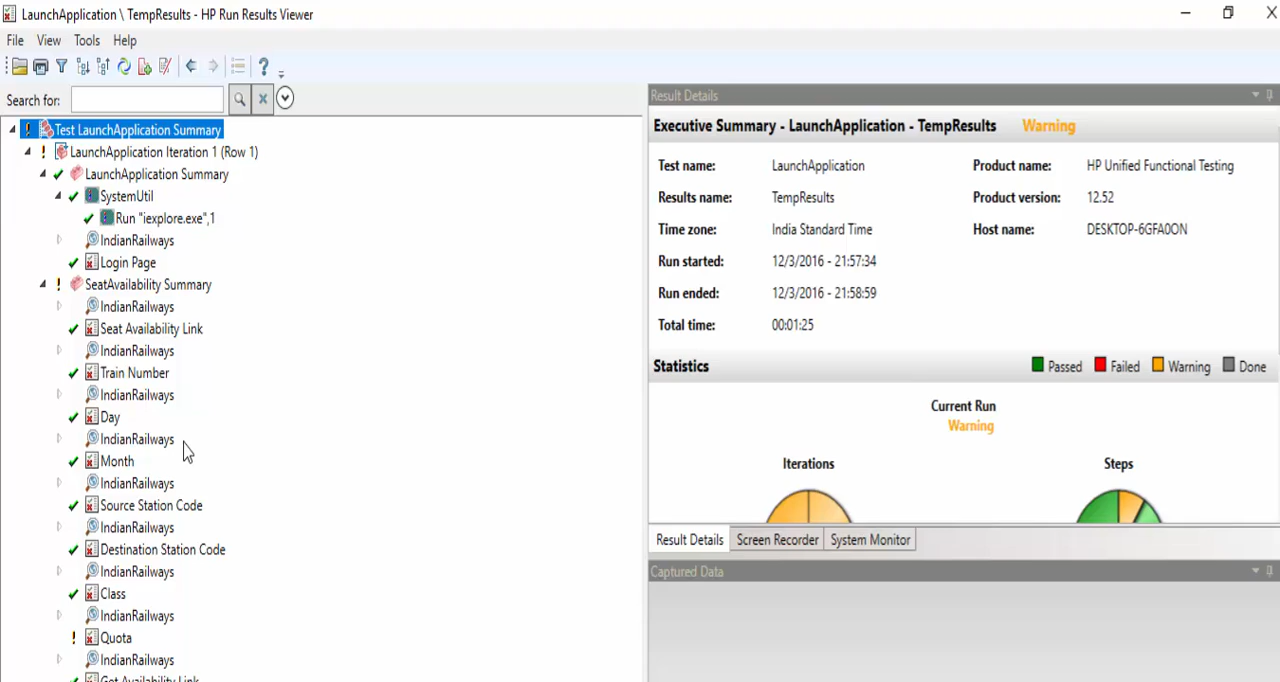 LaunchApplication \ TempResults - HP Run Results Viewer
File View Tools Help
Search for:
Test LaunchApplication Summary
LaunchApplication Iteration 1 (Row 1)
LaunchApplication Summary
SystemUtil
Run "iexplore.exe",1
IndianRailways
Login Page
SeatAvailability Summary
IndianRailways
Seat Availability Link
IndianRailways
Train Number
IndianRailways
Day
IndianRailways
Month
IndianRailways
Source Station Code
IndianRailways
Destination Station Code
IndianRailways
Class
IndianRailways
Quota
IndianRailways
Get Availability Link
Result Details
Executive Summary - LaunchApplication - TempResults Warning
Test name: LaunchApplication Product name: HP Unified Functional Testing
Results name: TempResults Product version: 12.52
Time zone: India Standard Time Host name: DESKTOP-6GFA0ON
Run started: 12/3/2016 - 21:57:34
Run ended: 12/3/2016 - 21:58:59
Total time: 00:01:25
Statistics Passed Failed Warning Done
Current Run
Warning
Iterations Steps
Result Details Screen Recorder System Monitor
Captured Data